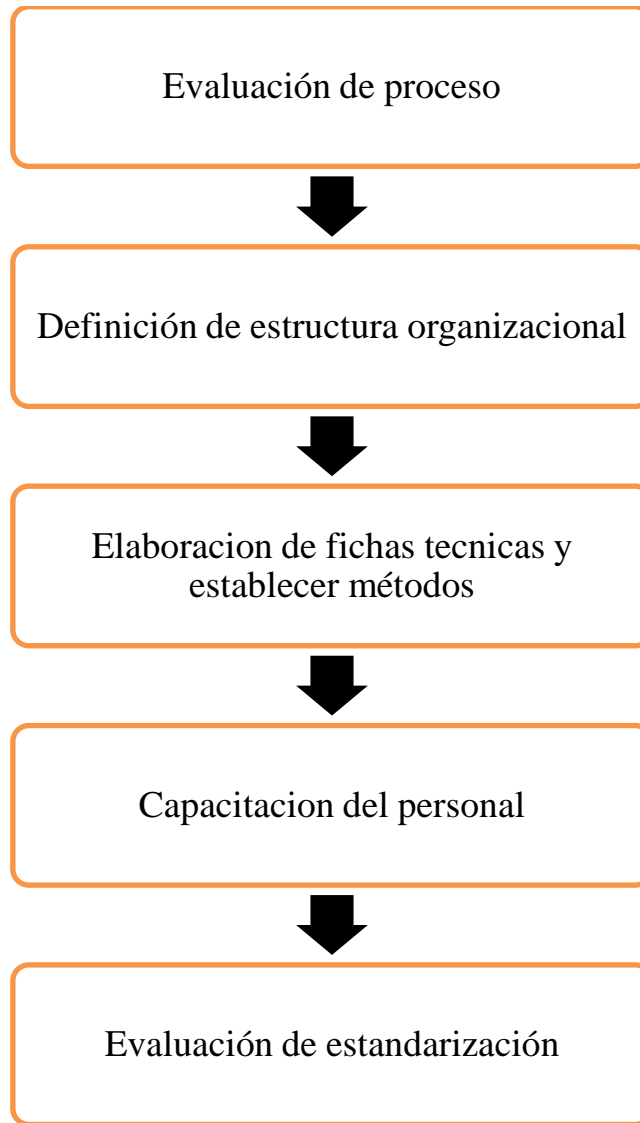 Evaluación de proceso
Definición de estructura organizacional
Elaboracion de fichas tecnicas y
establecer métodos
Capacitacion del personal
Evaluación de estandarización